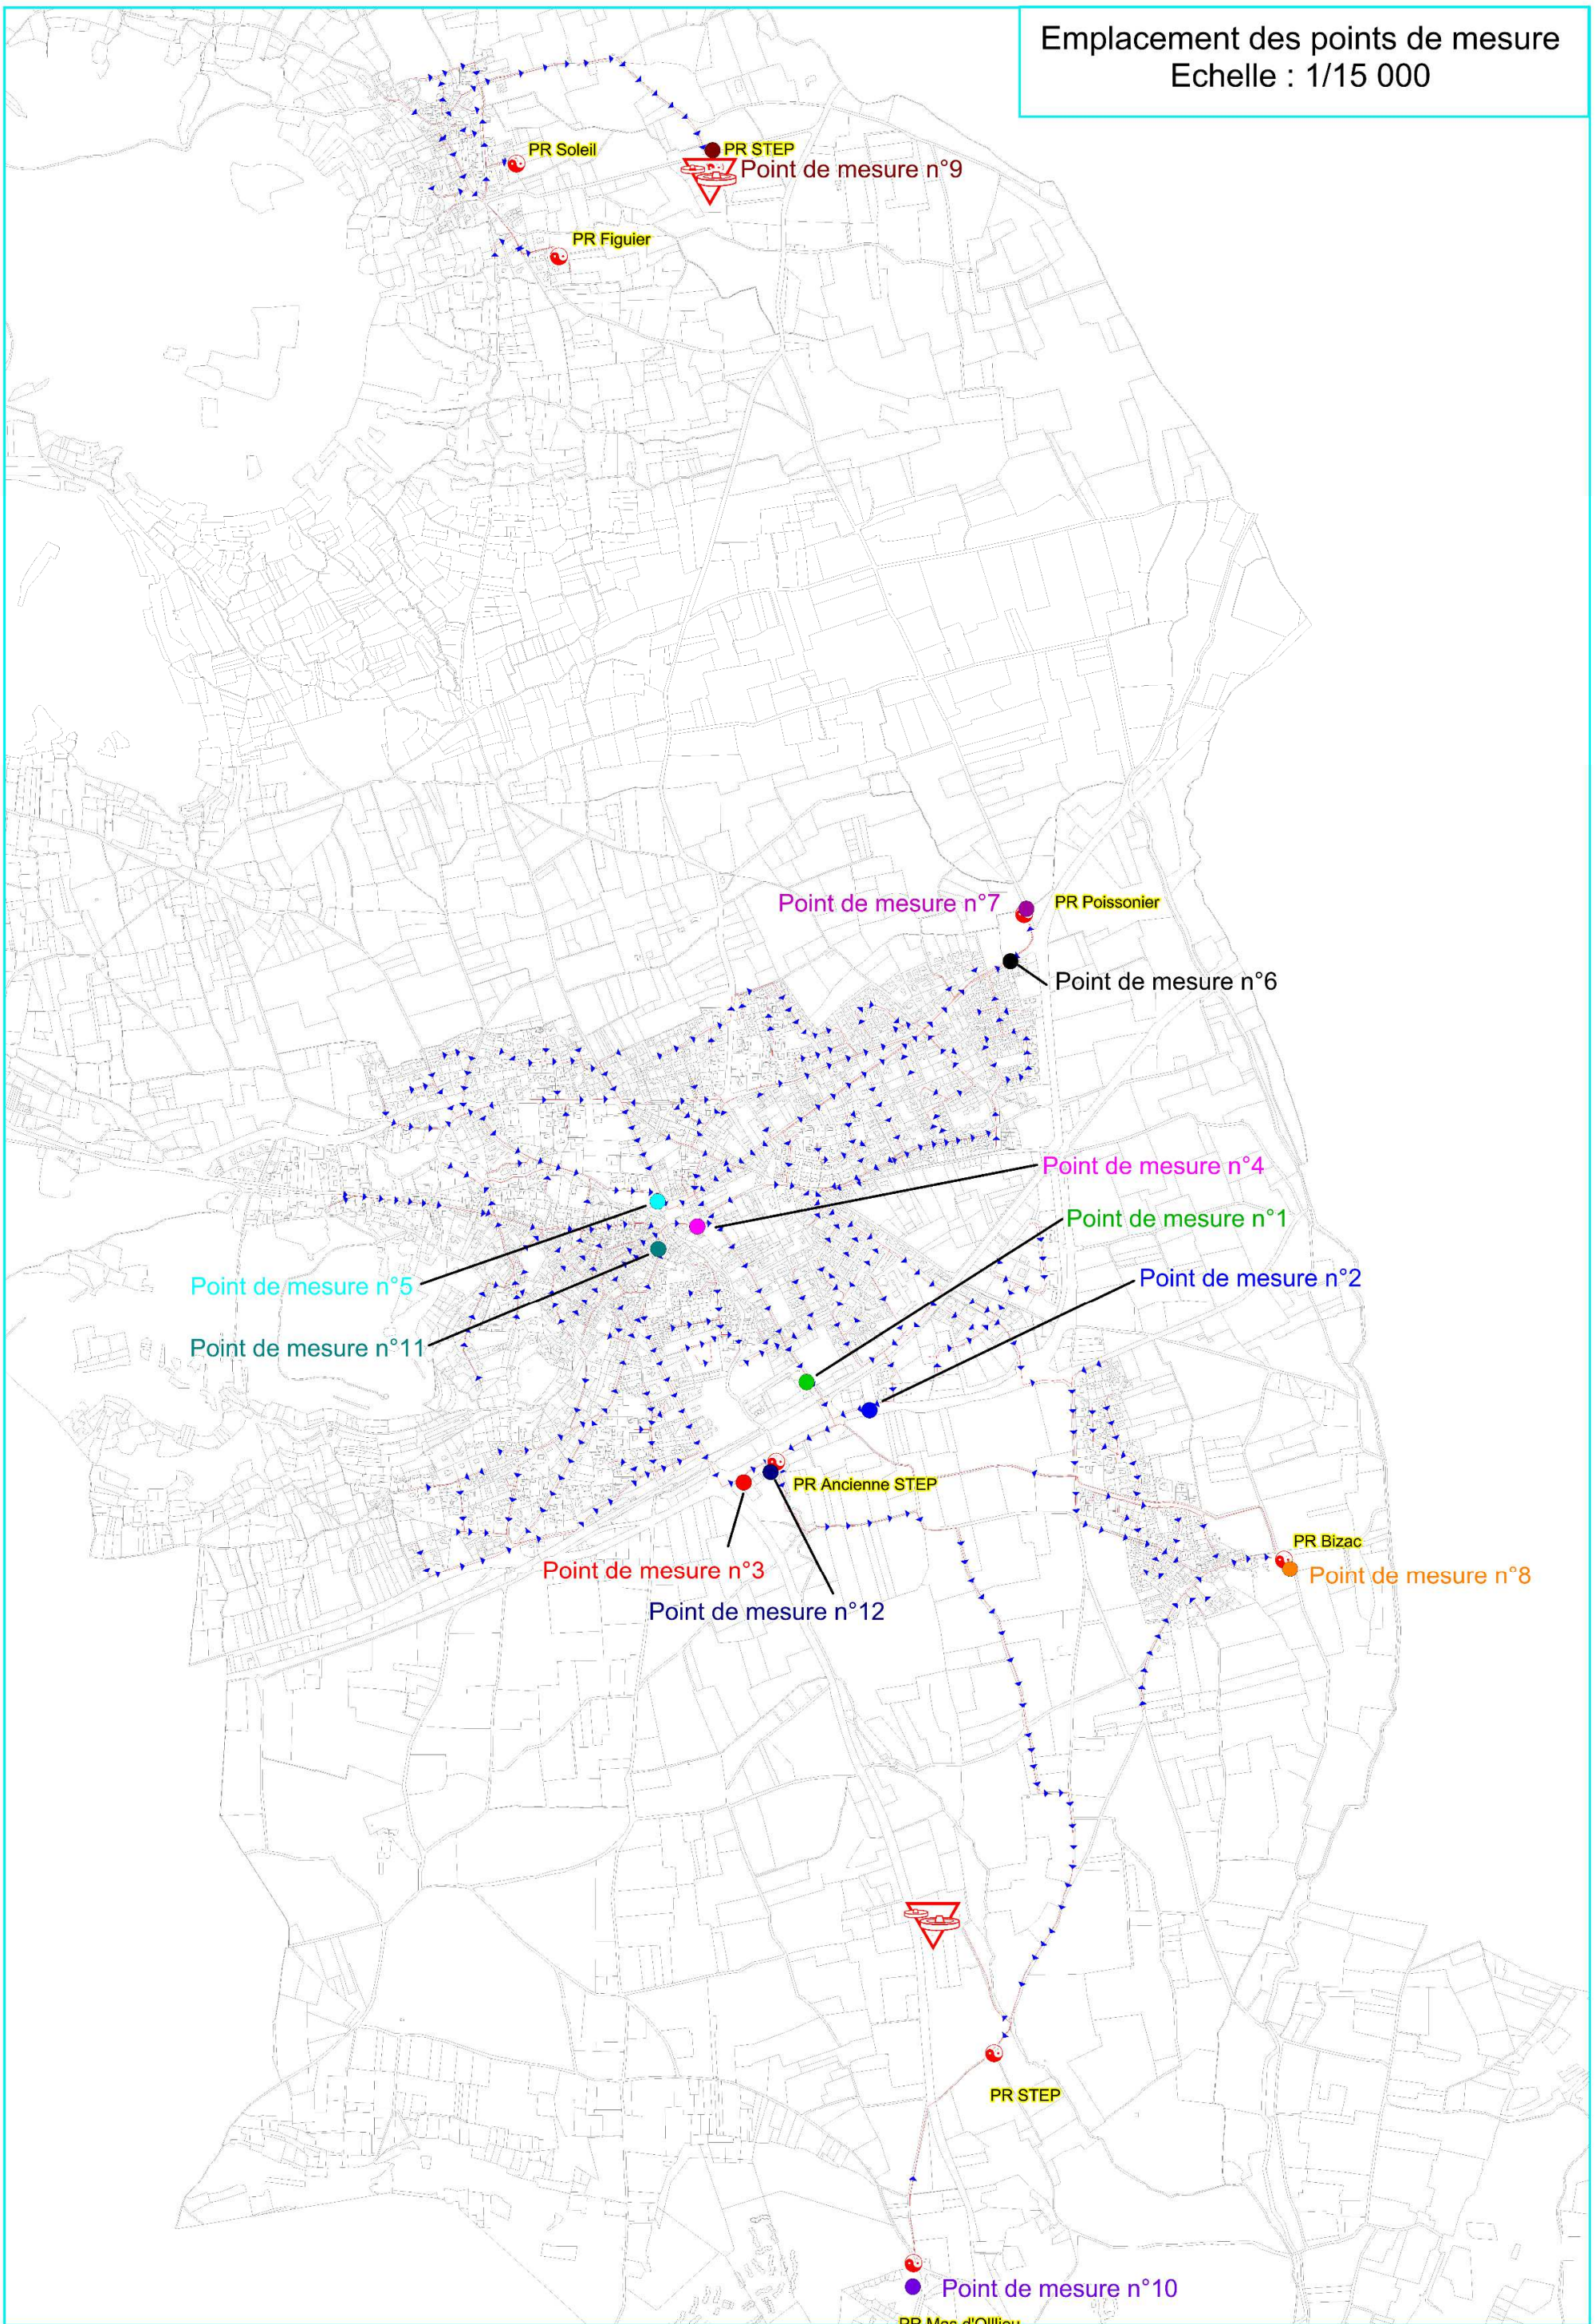 Emplacement des points de mesure
Echelle : 1/15 000
PR Soleil
PR STEP
Point de mesure n°9
PR Figuier
Point de mesure n°7
PR Poissonier
Point de mesure n°6
Point de mesure n°4
Point de mesure n°1
Point de mesure n°2
Point de mesure n°5
Point de mesure n°11
PR Ancienne STEP
PR Bizac
Point de mesure n°3
Point de mesure n°8
Point de mesure n°12
PR STEP
Point de mesure n°10
PR Mas d'Ollliou